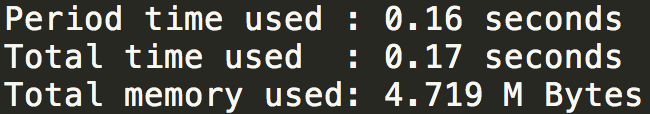 Period time used : 0.16 seconds
Total time used  : 0.17 seconds
Total memory used: 4.719 M Bytes